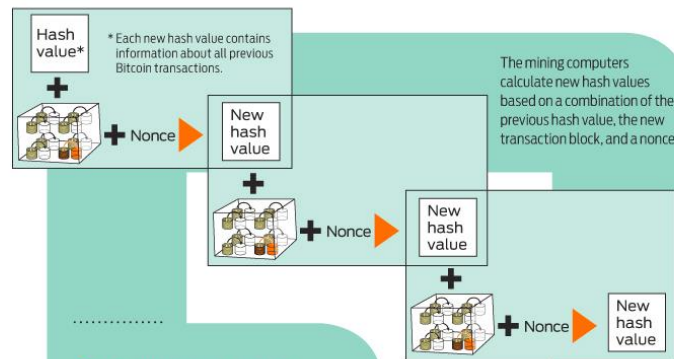 Hash
value*
* Each new hash value contains
information about all previous
Bitcoin transactions.
The mining computers
calculate new hash values
based on a combination of the
previous hash value, the new
transaction block, and a nonce
+ Nonce
New
hash
value
+ Nonce
New
hash
value
+ Nonce
New
hash
value